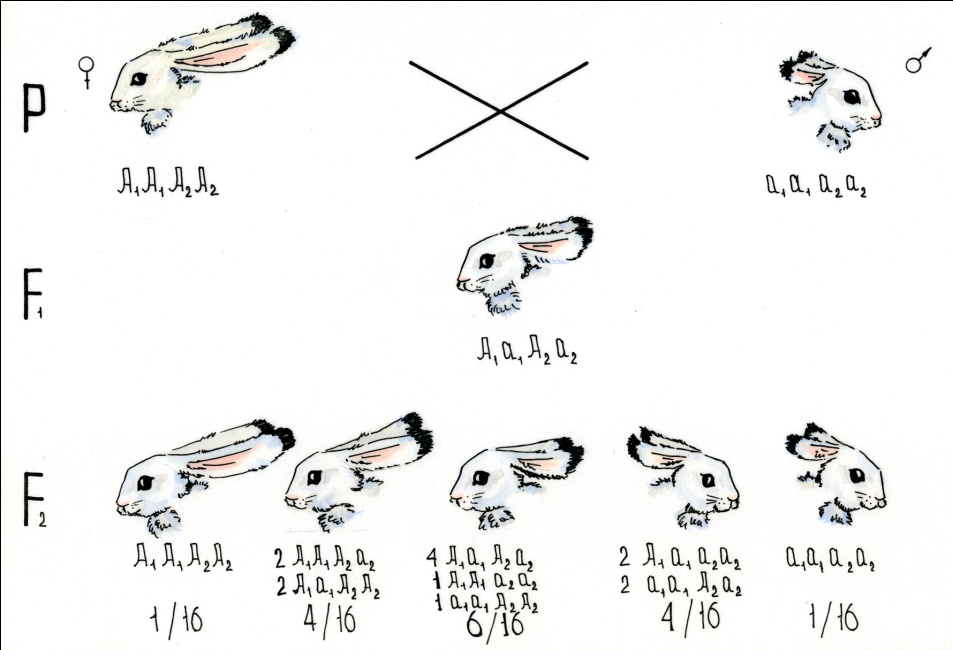 P ♀ ♂
A₁A₁A₂A₂ a₁a₁a₂a₂
F₁
A₁a₁A₂a₂
F₂
A₁A₁A₂A₂ 2 A₁A₁A₂a₂ 4 A₁a₁A₂a₂ 2 A₁a₁a₂a₂ a₁a₁a₂a₂
2 A₁a₁A₂A₂ 1 A₁A₁a₂a₂ 2 a₁a₁A₂a₂
1 a₁a₁A₂A₂
1/16 4/16 6/16 4/16 1/16